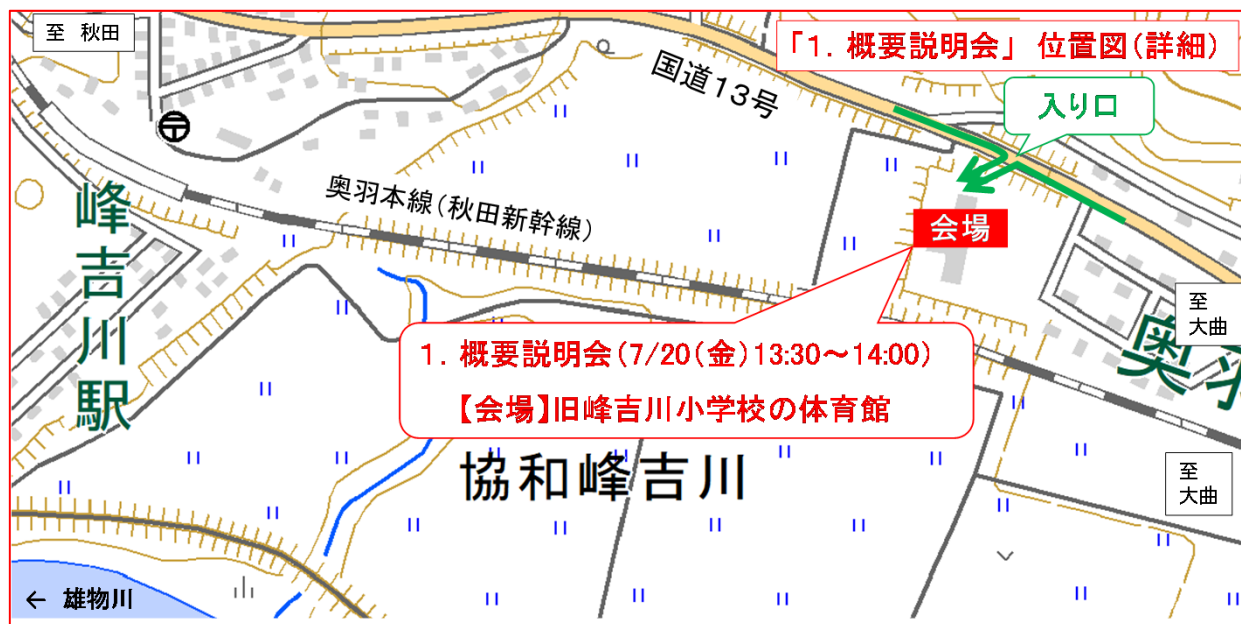 至 秋田
「1. 概要説明会」 位置図(詳細)
国道13号
入り口
奥羽本線(秋田新幹線)
峰吉川駅
会場
至
大曲
奥羽
1. 概要説明会(7/20(金)13:30～14:00)
【会場】旧峰吉川小学校の体育館
協和峰吉川
至
大曲
← 雄物川